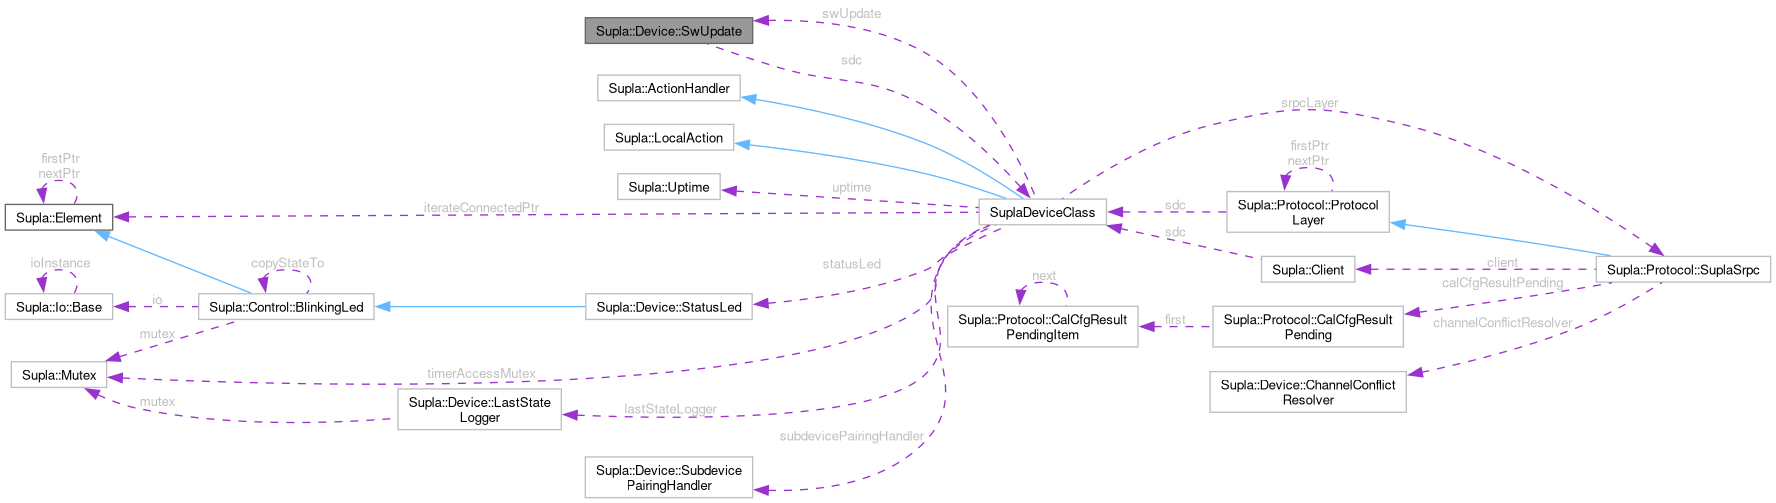 swUpdate
Supla::Device::SwUpdate
sdc
Supla::ActionHandler
srpcLayer
Supla::LocalAction
firstPtr
nextPtr
firstPtr
nextPtr
Supla::Uptime
uptime
Supla::Element
iterateConnectedPtr
SuplaDeviceClass
sdc
Supla::Protocol::Protocol
Layer
sdc
ioInstance
copyStateTo
statusLed
Supla::Client
client
Supla::Protocol::SuplaSrpc
next
calCfgResultPending
Supla::Io::Base
io
Supla::Control::BlinkingLed
Supla::Device::StatusLed
Supla::Protocol::CalCfgResult
PendingItem
first
Supla::Protocol::CalCfgResult
Pending
channelConflictResolver
mutex
Supla::Mutex
timerAccessMutex
Supla::Device::ChannelConflict
Resolver
mutex
Supla::Device::LastState
Logger
lastStateLogger
subdevicePairingHandler
Supla::Device::Subdevice
PairingHandler